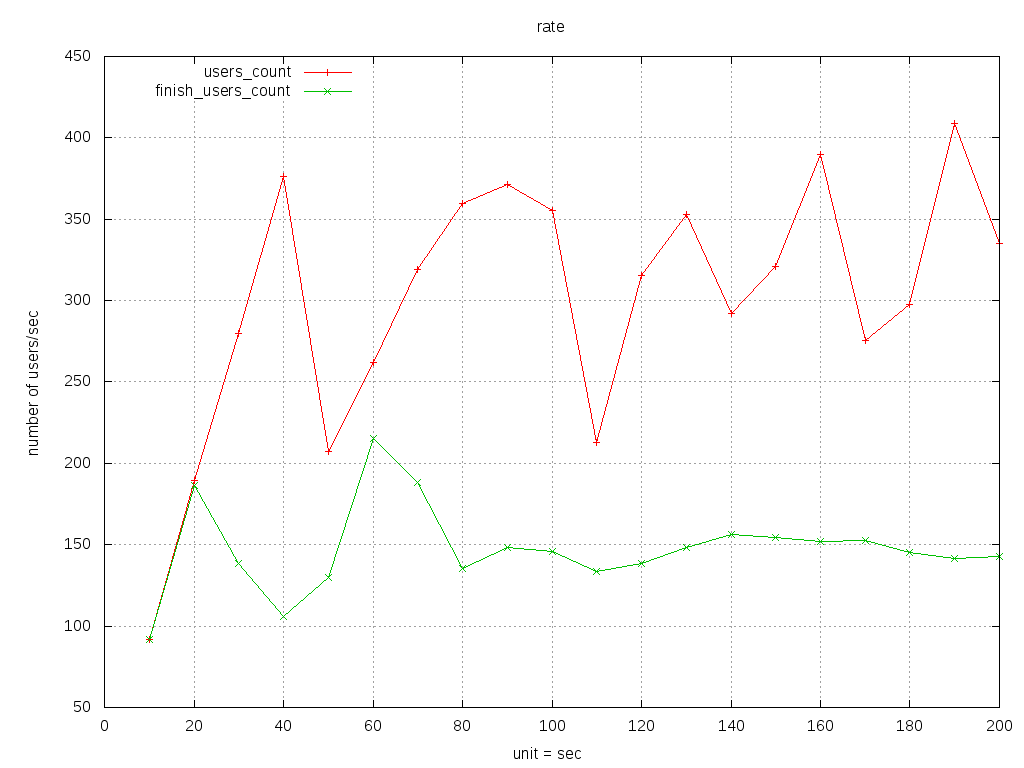 rate
450
400
350
300
250
200
150
100
50
users_count
finish_users_count
number of users/sec
0 20 40 60 80 100 120 140 160 180 200
unit = sec